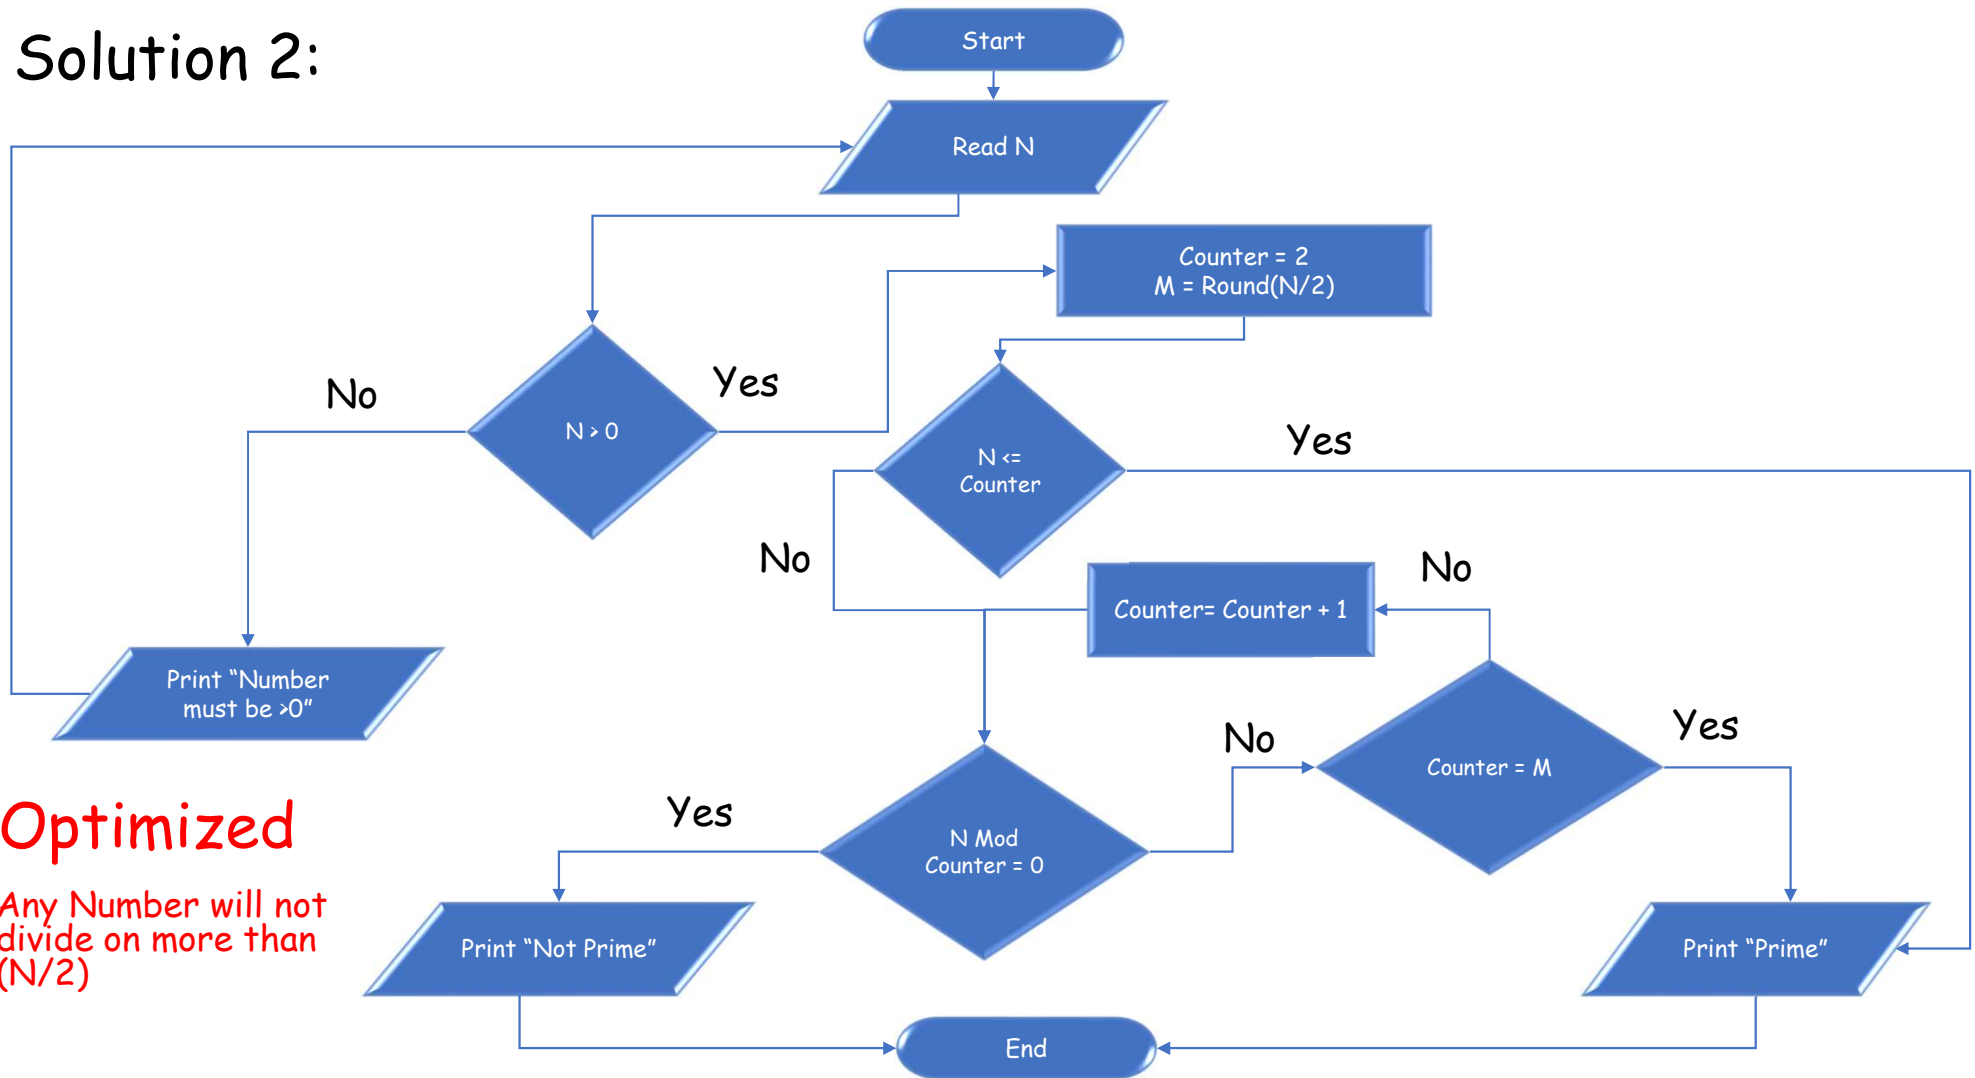 Solution 2:
Start
Read N
Counter = 2
M = Round(N/2)
No
Yes
N > 0
N <=
Counter
Yes
No
Counter= Counter + 1
No
Print “Number
must be >0”
No
Counter = M
Yes
Optimized
Any Number will not
divide on more than
(N/2)
Yes
N Mod
Counter = 0
Print “Not Prime”
Print “Prime”
End